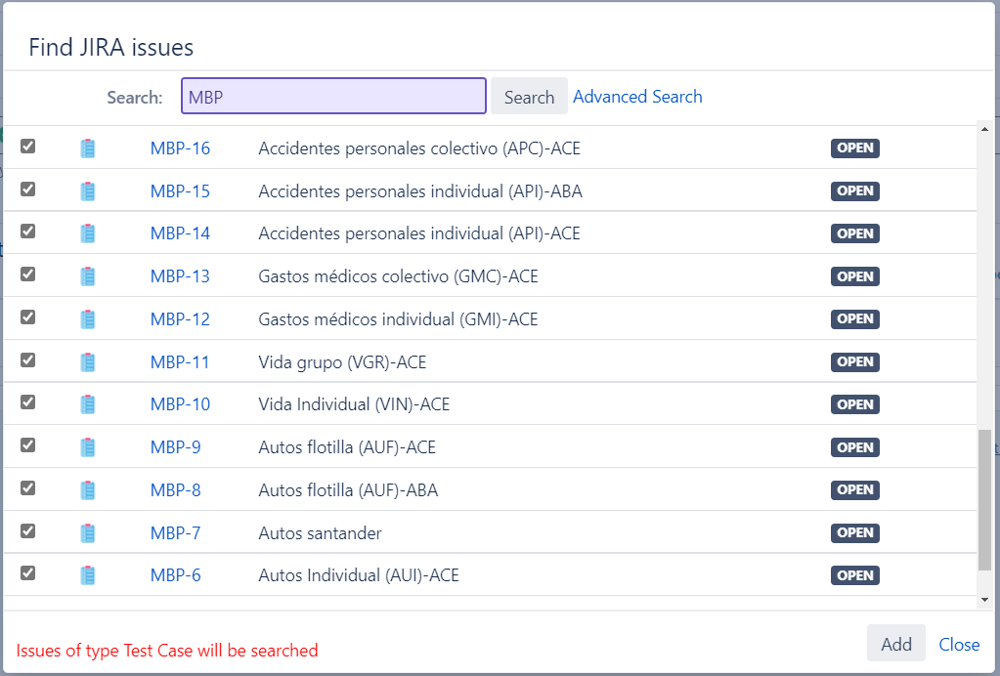 Find JIRA issues
Search: MBP Search Advanced Search
MBP-16 Accidentes personales colectivo (APC)-ACE OPEN
MBP-15 Accidentes personales individual (API)-ABA OPEN
MBP-14 Accidentes personales individual (API)-ACE OPEN
MBP-13 Gastos médicos colectivo (GMC)-ACE OPEN
MBP-12 Gastos médicos individual (GMI)-ACE OPEN
MBP-11 Vida grupo (VGR)-ACE OPEN
MBP-10 Vida Individual (VIN)-ACE OPEN
MBP-9 Autos flotilla (AUF)-ACE OPEN
MBP-8 Autos flotilla (AUF)-ABA OPEN
MBP-7 Autos santander OPEN
MBP-6 Autos Individual (AUI)-ACE OPEN
Issues of type Test Case will be searched Add Close